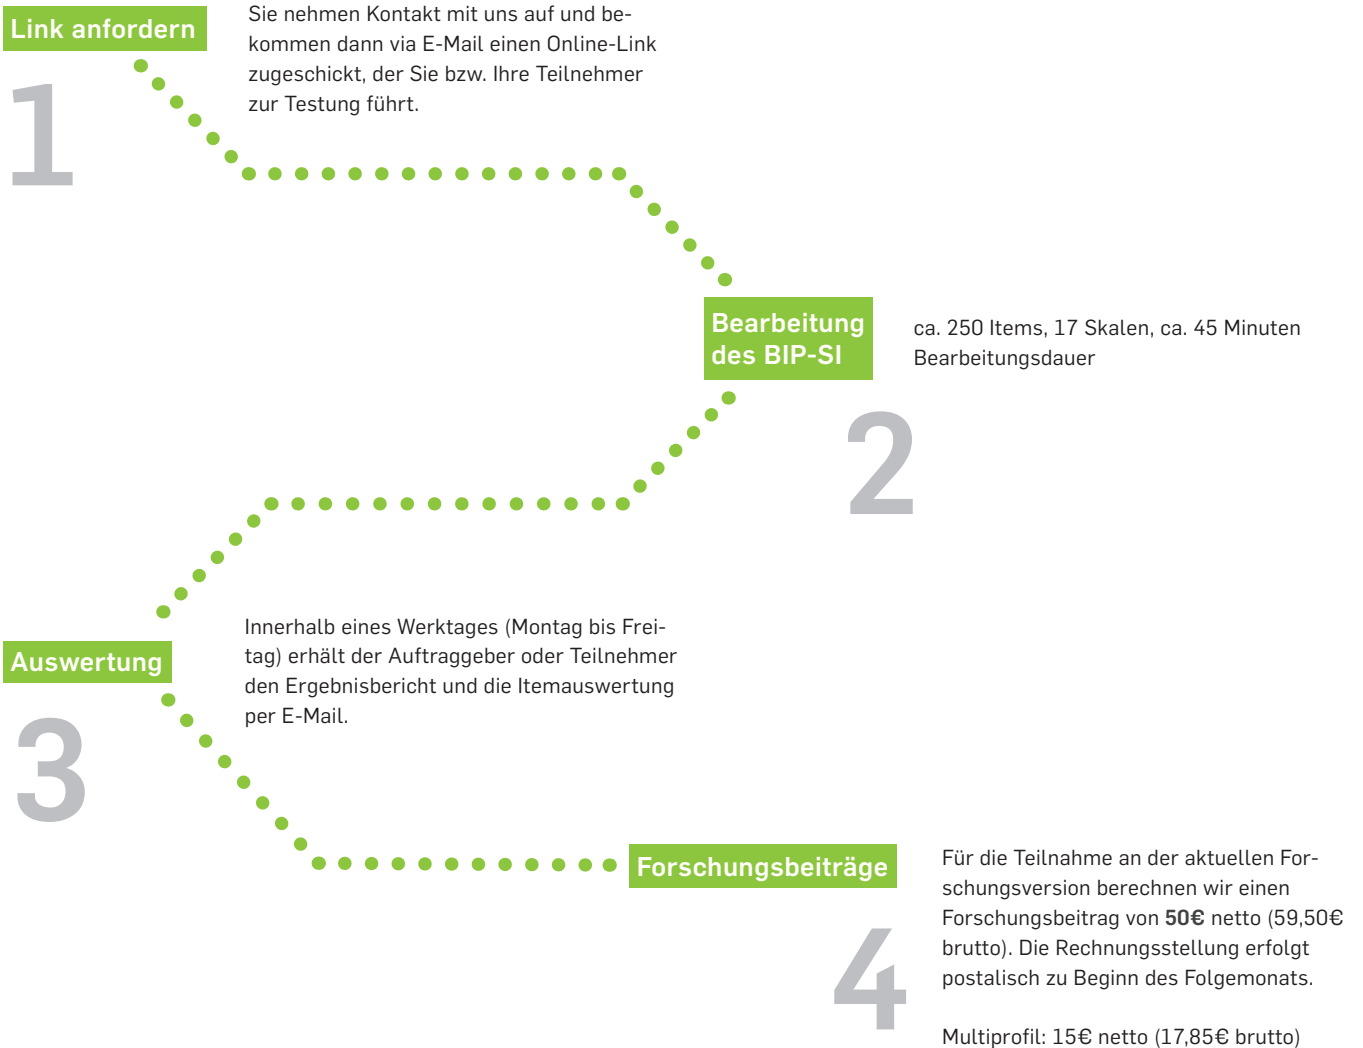 Link anfordern
1
Sie nehmen Kontakt mit uns auf und be-
kommen dann via E-Mail einen Online-Link
zugeschickt, der Sie bzw. Ihre Teilnehmer
zur Testung führt.
Bearbeitung
des BIP-SI
2
ca. 250 Items, 17 Skalen, ca. 45 Minuten
Bearbeitungsdauer
Auswertung
3
Innerhalb eines Werktages (Montag bis Frei-
tag) erhält der Auftraggeber oder Teilnehmer
den Ergebnisbericht und die Itemauswertung
per E-Mail.
Forschungsbeiträge
4
Für die Teilnahme an der aktuellen For-
schungsversion berechnen wir einen
Forschungsbeitrag von 50€ netto (59,50€
brutto). Die Rechnungsstellung erfolgt
postalisch zu Beginn des Folgemonats.
Multiprofil: 15€ netto (17,85€ brutto)